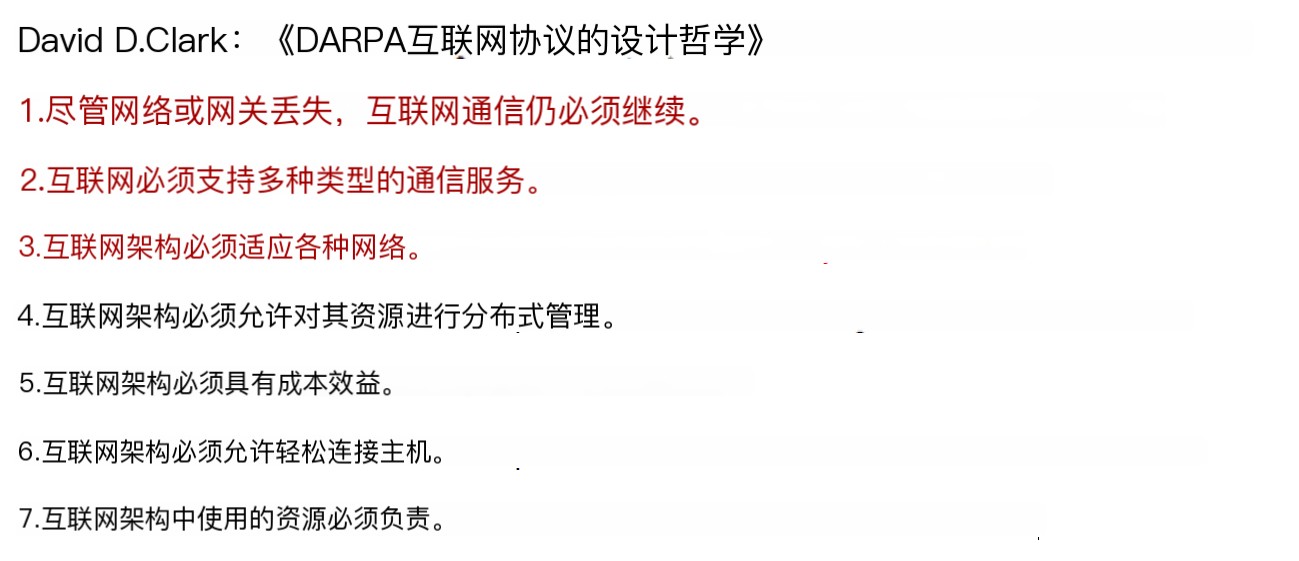 David D.Clark：《DARPA互联网协议的设计哲学》
1.尽管网络或网关丢失，互联网通信仍必须继续。
2.互联网必须支持多种类型的通信服务。
3.互联网架构必须适应各种网络。
4.互联网架构必须允许对其资源进行分布式管理。
5.互联网架构必须具有成本效益。
6.互联网架构必须允许轻松连接主机。
7.互联网架构中使用的资源必须负责。